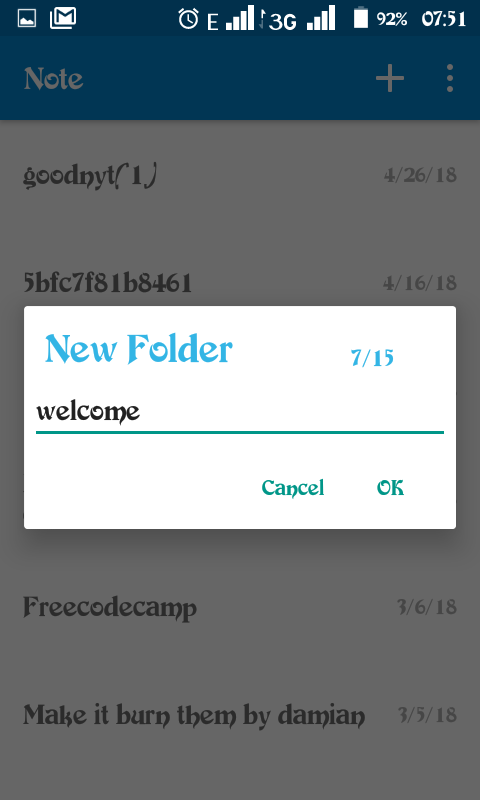 E 3G 92% 07:51
Note
goodnyt(1) 4/26/18
5bfc7f81b8461 4/16/18
New Folder 7/15
welcome
Cancel OK
Freecodecamp 3/6/18
Make it burn them by damian 3/5/18